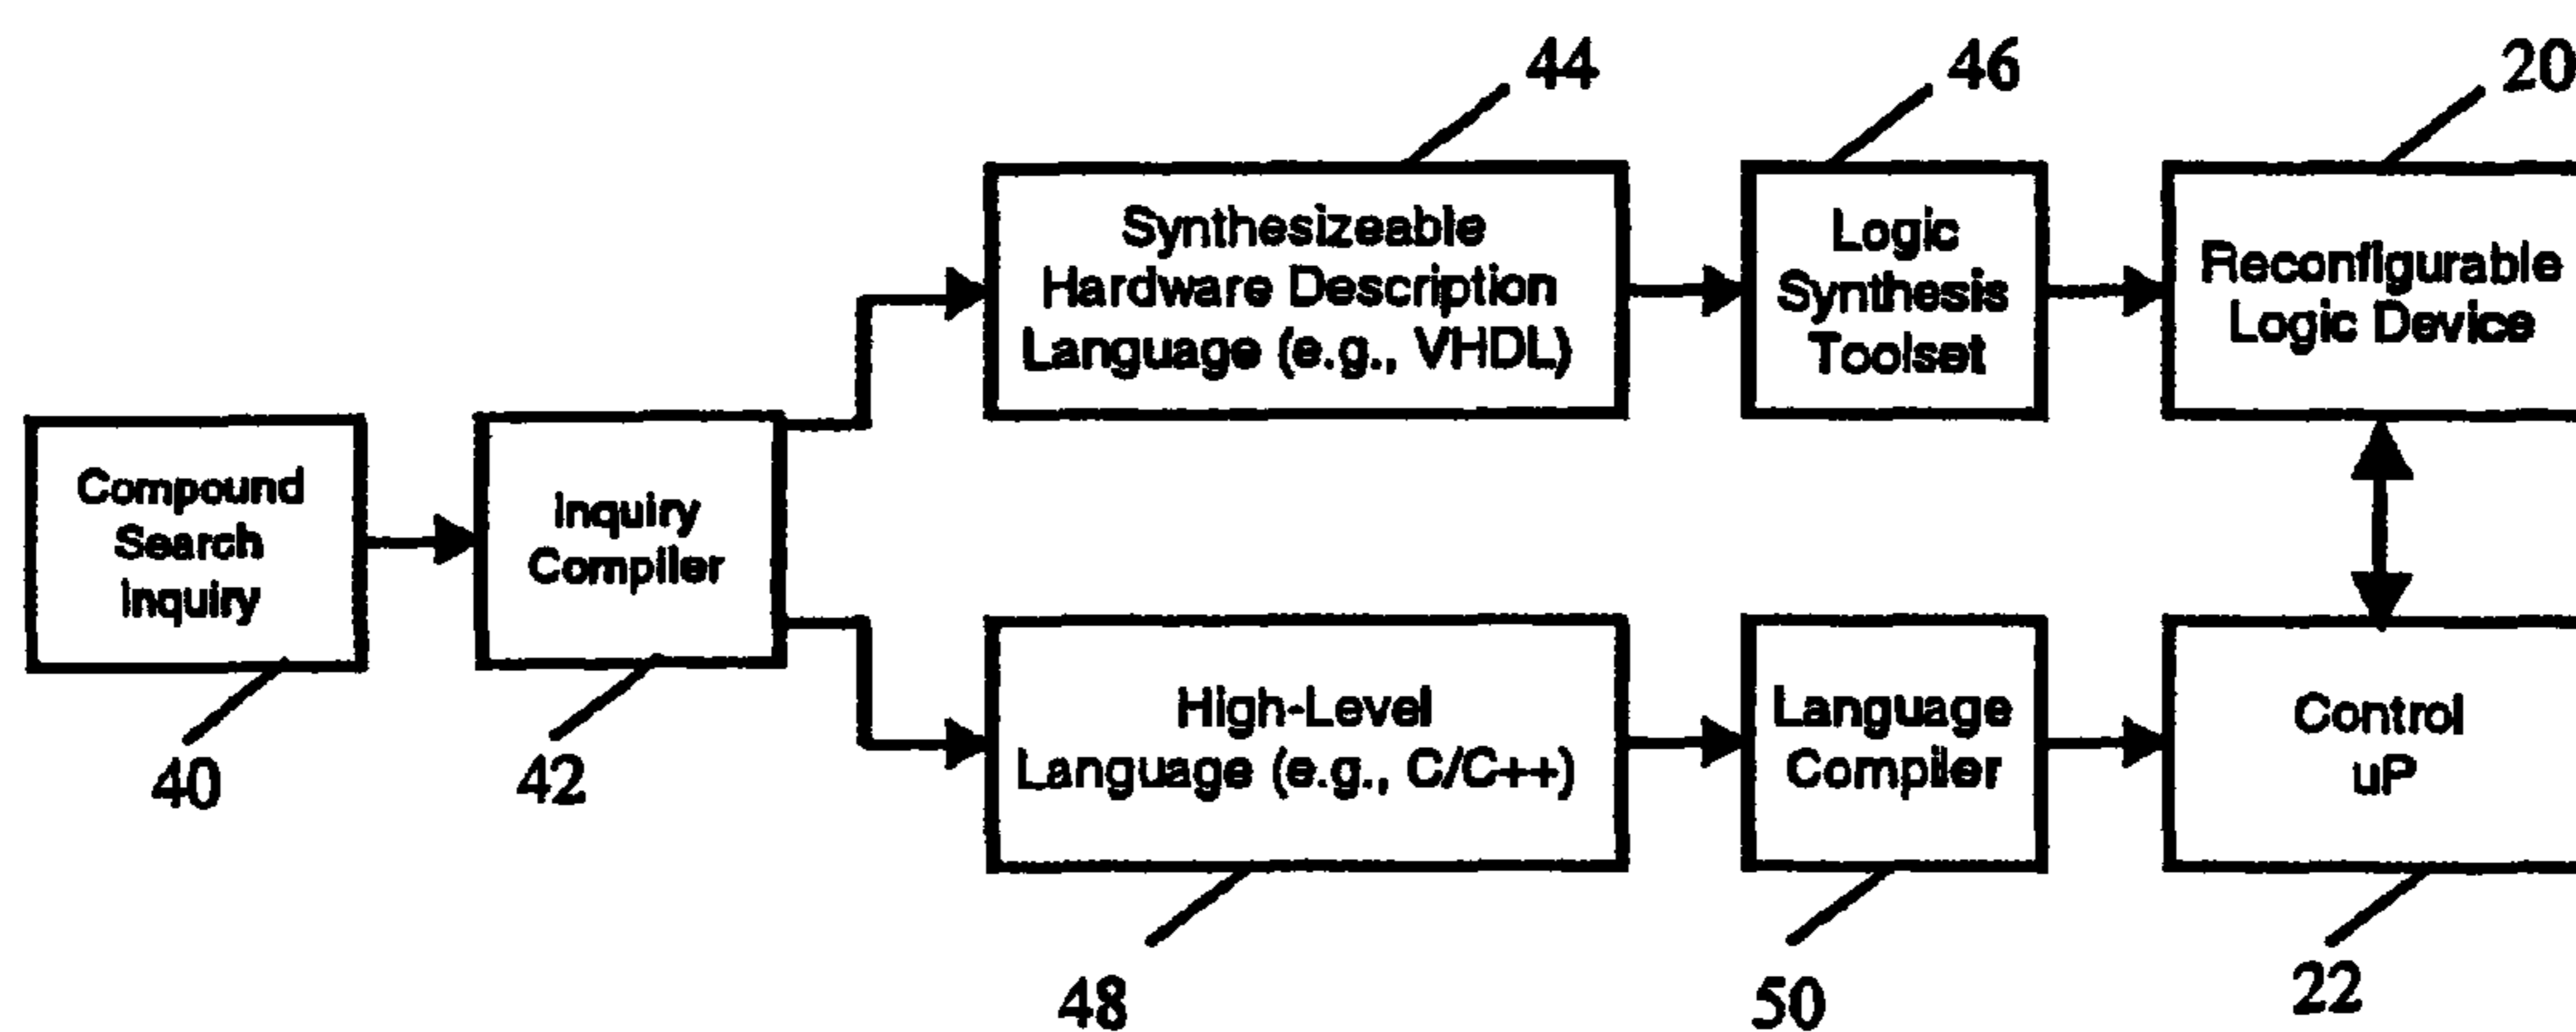 44
46
20
Synthesizeable
Hardware Description
Language (e.g., VHDL)
Logic
Synthesis
Toolset
Reconfigurable
Logic Device
Compound
Search
Inquiry
Inquiry
Compiler
High-Level
Language (e.g., C/C++)
Language
Compiler
Control
uP
40
42
48
50
22